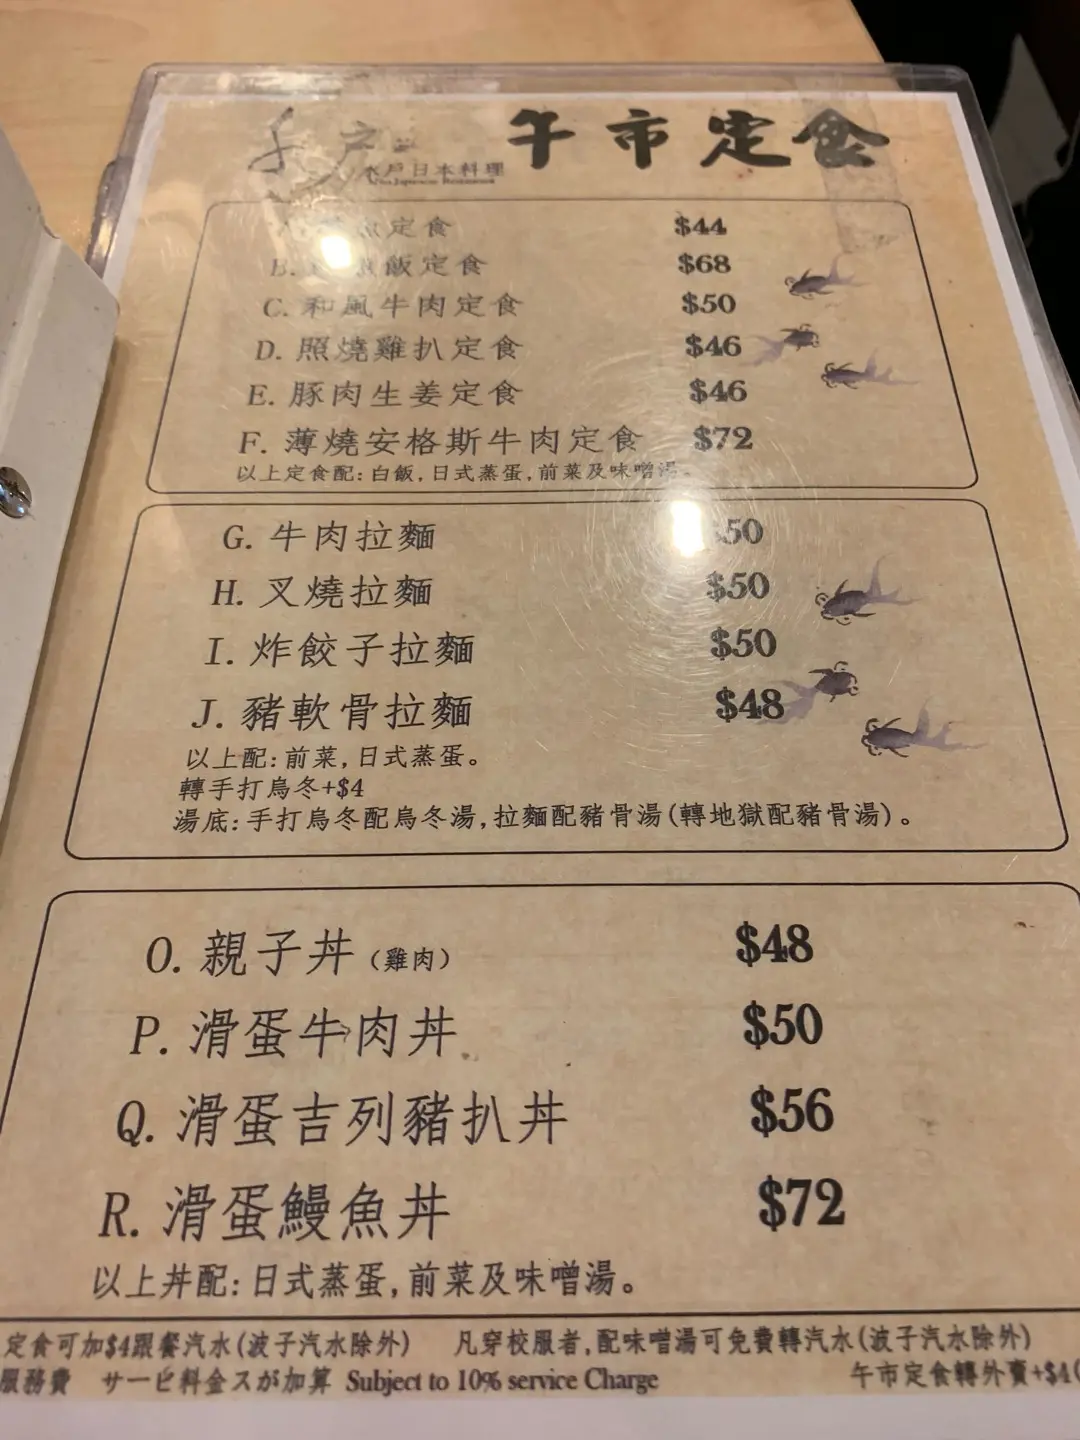 午市定食
水戶日本料理
魚定食 $44
B. 飯定食 $68
C. 和風牛肉定食 $50
D. 照燒雞扒定食 $46
E. 豚肉生姜定食 $46
F. 薄燒安格斯牛肉定食 $72
以上定食配:白飯,日式蒸蛋,前菜及味噌湯。
G. 牛肉拉麵 $50
H. 叉燒拉麵 $50
I. 炸餃子拉麵 $50
J. 豬軟骨拉麵 $48
以上配:前菜,日式蒸蛋。
轉手打烏冬+$4
湯底:手打烏冬配烏冬湯,拉麵配豬骨湯(轉地獄配豬骨湯)。
O. 親子丼(雞肉) $48
P. 滑蛋牛肉丼 $50
Q. 滑蛋吉列豬扒丼 $56
R. 滑蛋鰻魚丼 $72
以上丼配:日式蒸蛋,前菜及味噌湯。
定食可加$4跟餐汽水(波子汽水除外) 凡穿校服者,配味噌湯可免費轉汽水(波子汽水除外)
服務費 サービ料金スが加算 Subject to 10% service Charge 午市定食轉外賣+$4